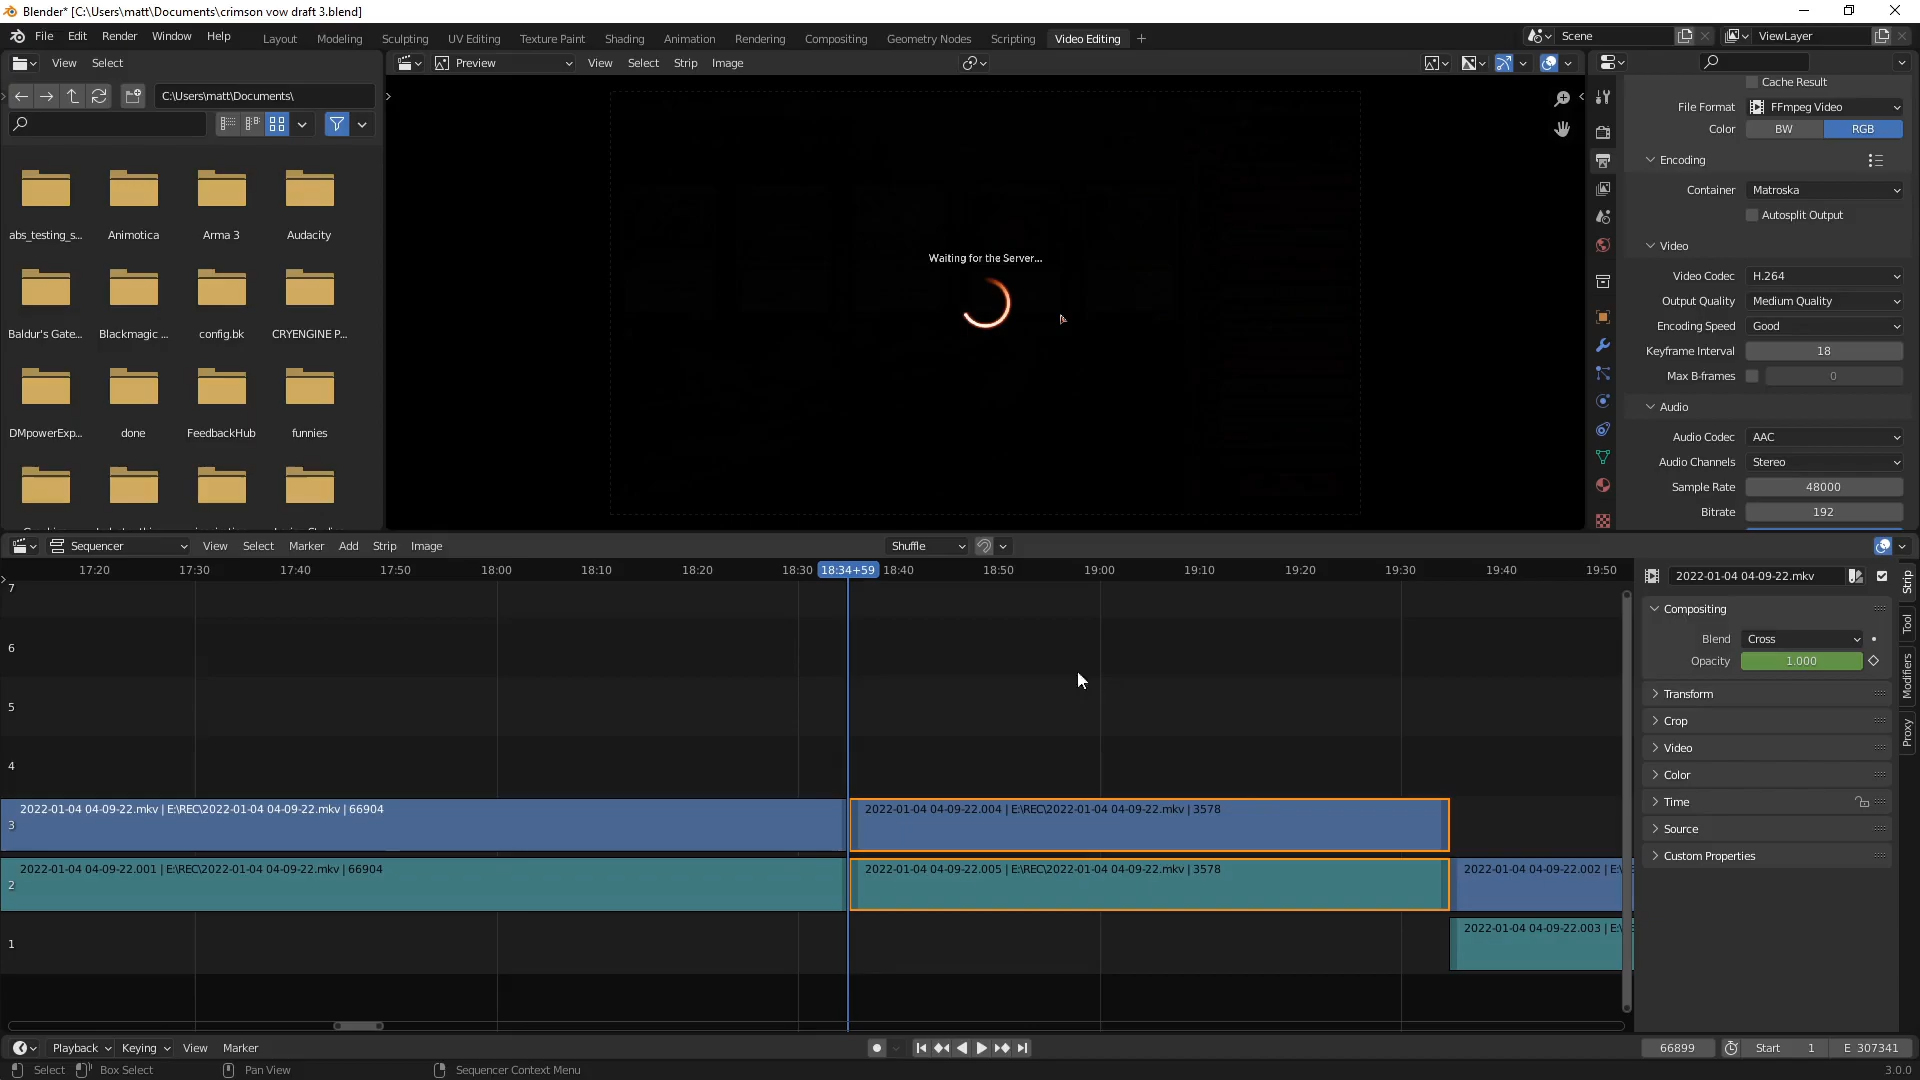 Blender* [C:\Users\matt\Documents\crimson vow draft 3.blend]
File Edit Render Window Help
Layout Modeling Sculpting UV Editing Texture Paint Shading Animation Rendering Compositing Geometry Nodes Scripting Video Editing
Scene
ViewLayer
View Select
Preview View Select Strip Image
C:\Users\matt\Documents\
abs_testing_s... Animotica Arma 3 Audacity
Baldur's Gate... Blackmagic ... config.bk CRYENGINE P...
DMpowerExp... done FeedbackHub funnies
Waiting for the Server...
Cache Result
File Format FFmpeg Video
Color BW RGB
Encoding
Container Matroska
Autosplit Output
Video
Video Codec H.264
Output Quality Medium Quality
Encoding Speed Good
Keyframe Interval 18
Max B-frames 0
Audio
Audio Codec AAC
Audio Channels Stereo
Sample Rate 48000
Bitrate 192
Sequencer View Select Marker Add Strip Image Shuffle
17:20 17:30 17:40 17:50 18:00 18:10 18:20 18:30 18:34+59 18:40 18:50 19:00 19:10 19:20 19:30 19:40 19:50
7
6
5
4
3
2
1
2022-01-04 04-09-22.mkv | E:\REC\2022-01-04 04-09-22.mkv | 66904
2022-01-04 04-09-22.004 | E:\REC\2022-01-04 04-09-22.mkv | 3578
2022-01-04 04-09-22.001 | E:\REC\2022-01-04 04-09-22.mkv | 66904
2022-01-04 04-09-22.005 | E:\REC\2022-01-04 04-09-22.mkv | 3578
2022-01-04 04-09-22.002 | E:\
2022-01-04 04-09-22.003 | E:\
2022-01-04 04-09-22.mkv
Compositing
Blend Cross
Opacity 1.000
Transform
Crop
Video
Color
Time
Source
Custom Properties
Strip
Tool
Modifiers
Proxy
Playback Keying View Marker
66899 Start 1 E 307341
Select Box Select Pan View Sequencer Context Menu 3.0.0